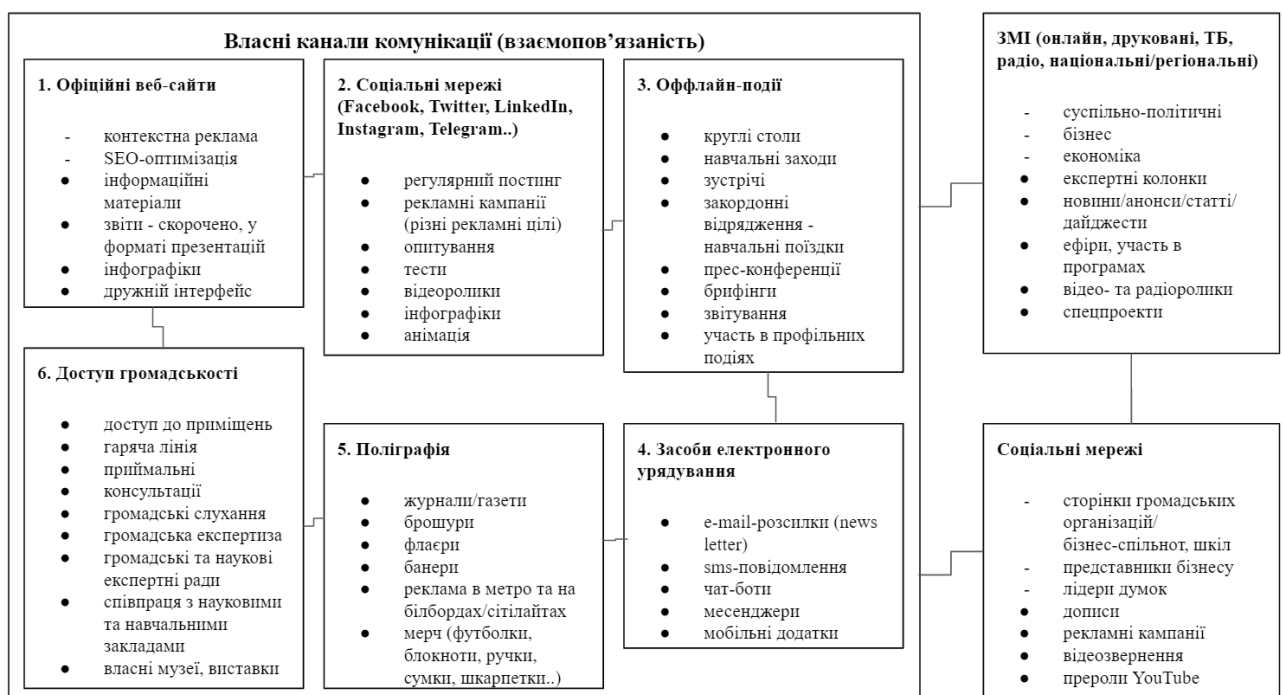 Власні канали комунікації (взаємопов’язаність)
1. Офіційні веб-сайти
- контекстна реклама
- SEO-оптимізація
● інформаційні
матеріали
● звіти - скорочено, у
форматі презентацій
● інфографіки
● дружній інтерфейс
2. Соціальні мережі
(Facebook, Twitter, LinkedIn,
Instagram, Telegram..)
● регулярний постинг
● рекламні кампанії
(різні рекламні цілі)
● опитування
● тести
● відеоролики
● інфографіки
● анімація
3. Оффлайн-події
● круглі столи
● навчальні заходи
● зустрічі
● закордонні
відрядження -
навчальні поїздки
● прес-конференції
● брифінги
● звітування
● участь в профільних
подіях
ЗМІ (онлайн, друковані, ТБ,
радіо, національні/регіональні)
- суспільно-політичні
- бізнес
- економіка
● експертні колонки
● новини/анонси/статті/
дайджести
● ефіри, участь в
програмах
● відео- та радіоролики
● спецпроекти
6. Доступ громадськості
● доступ до приміщень
● гаряча лінія
● приймальні
● консультації
● громадські слухання
● громадська експертиза
● громадські та наукові
експертні ради
● співпраця з науковими
та навчальними
закладами
● власні музеї, виставки
5. Поліграфія
● журнали/газети
● брошури
● флаєри
● банери
● реклама в метро та на
білбордах/сітілайтах
● мерч (футболки,
блокноти, ручки,
сумки, шкарпетки..)
4. Засоби електронного
урядування
● e-mail-розсилки (news
letter)
● sms-повідомлення
● чат-боти
● месенджери
● мобільні додатки
Соціальні мережі
- сторінки громадських
організацій/
бізнес-спільнот, шкіл
- представники бізнесу
- лідери думок
● дописи
● рекламні кампанії
● відеозвернення
● прероли YouTube